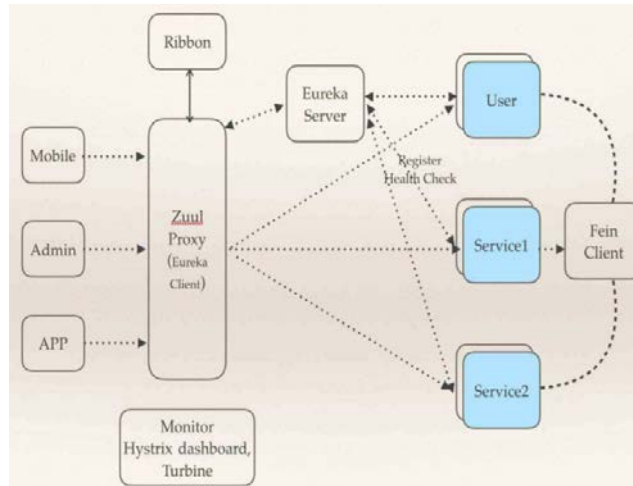 Ribbon
Eureka
Server
User
Mobile
Register
Health Check
Zuul
Proxy
(Eureka
Client)
Admin
Service1
Fein
Client
APP
Service2
Monitor
Hystrix dashboard,
Turbine